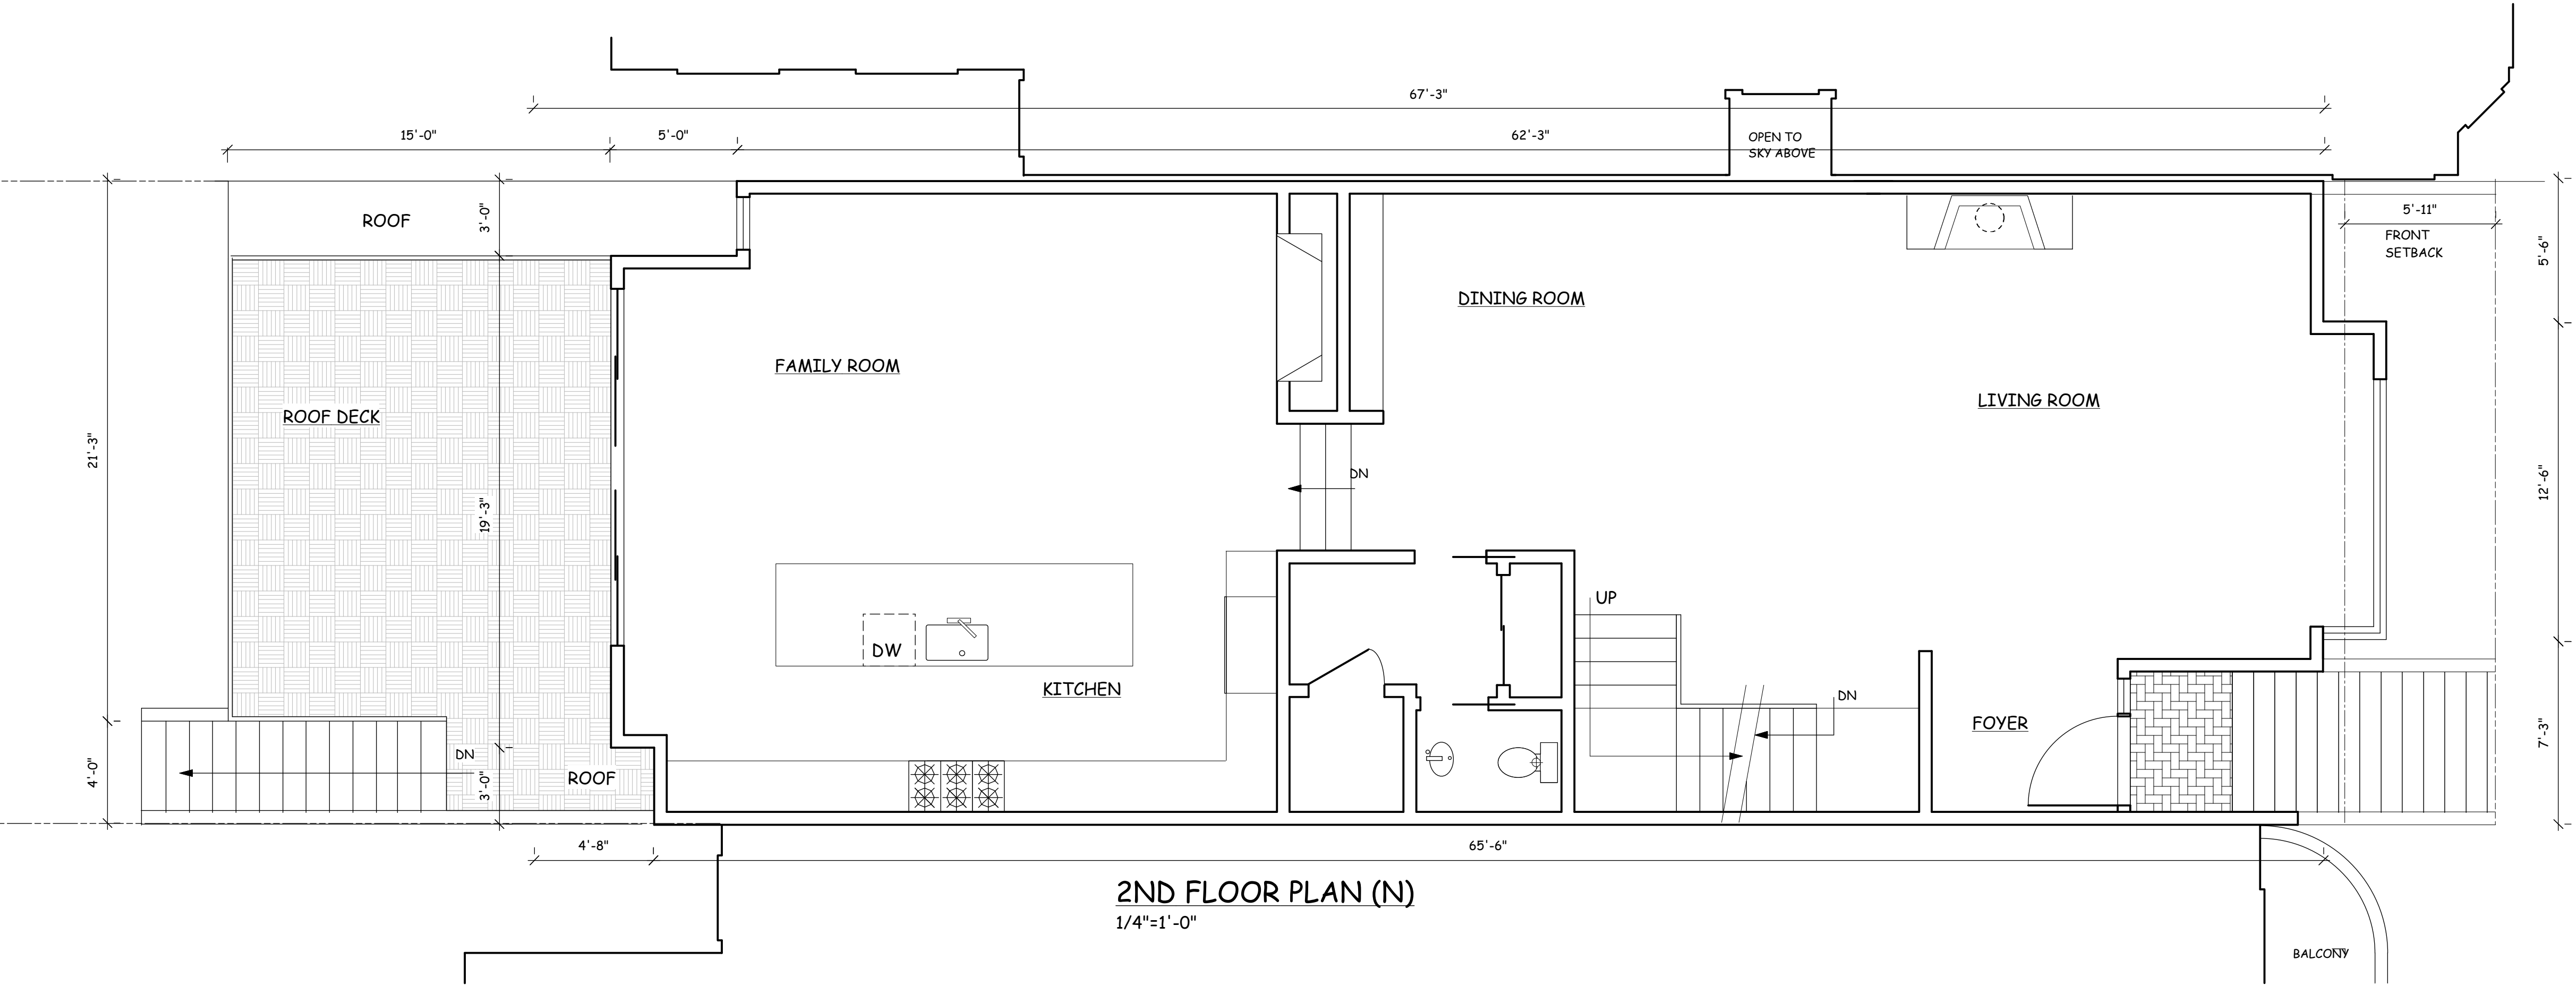 67'-3"
15'-0"
5'-0"
62'-3"
OPEN TO
SKY ABOVE
ROOF
3'-0"
5'-11"
FRONT
SETBACK
5'-6"
DINING ROOM
FAMILY ROOM
LIVING ROOM
ROOF DECK
21'-3"
19'-3"
DN
12'-6"
UP
DW
KITCHEN
DN
FOYER
7'-3"
DN
4'-0"
ROOF
3'-0"
4'-8"
65'-6"
2ND FLOOR PLAN (N)
1/4"=1'-0"
BALCONY